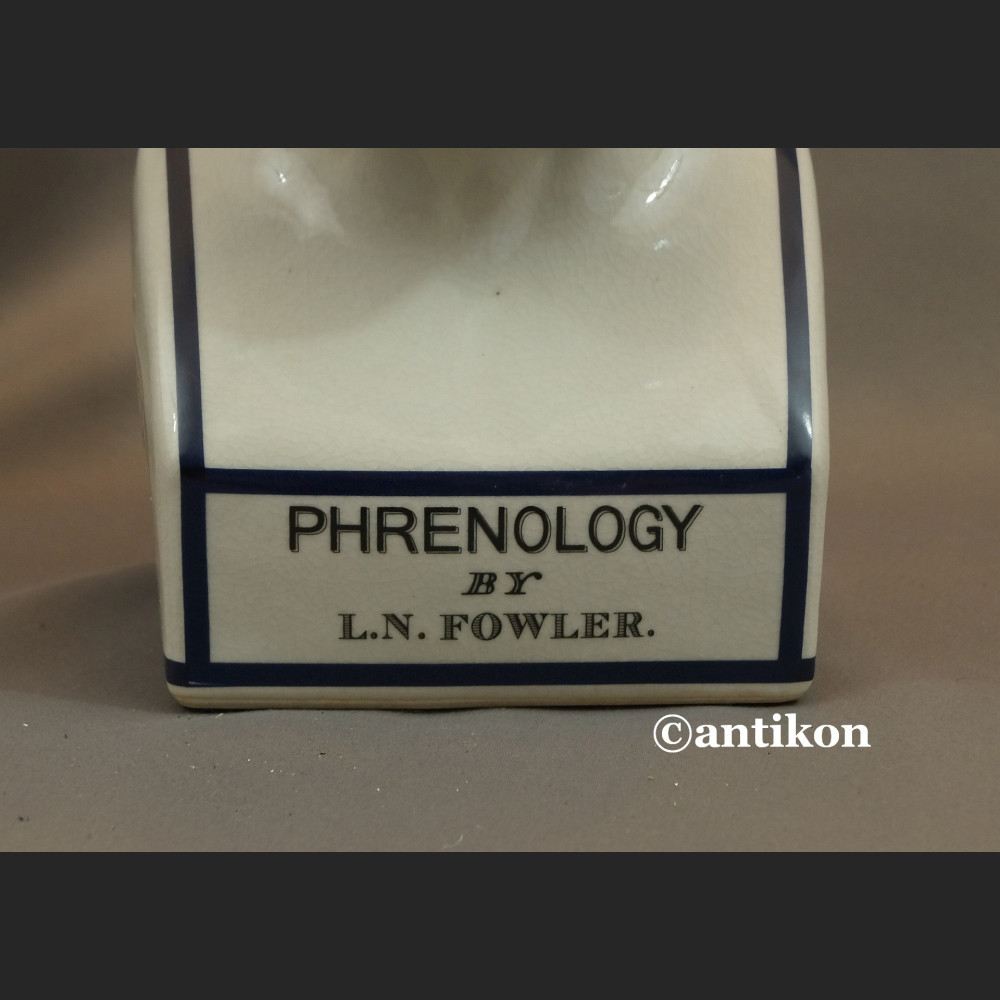 PHRENOLOGY
BY
L.N. FOWLER.
©antikon